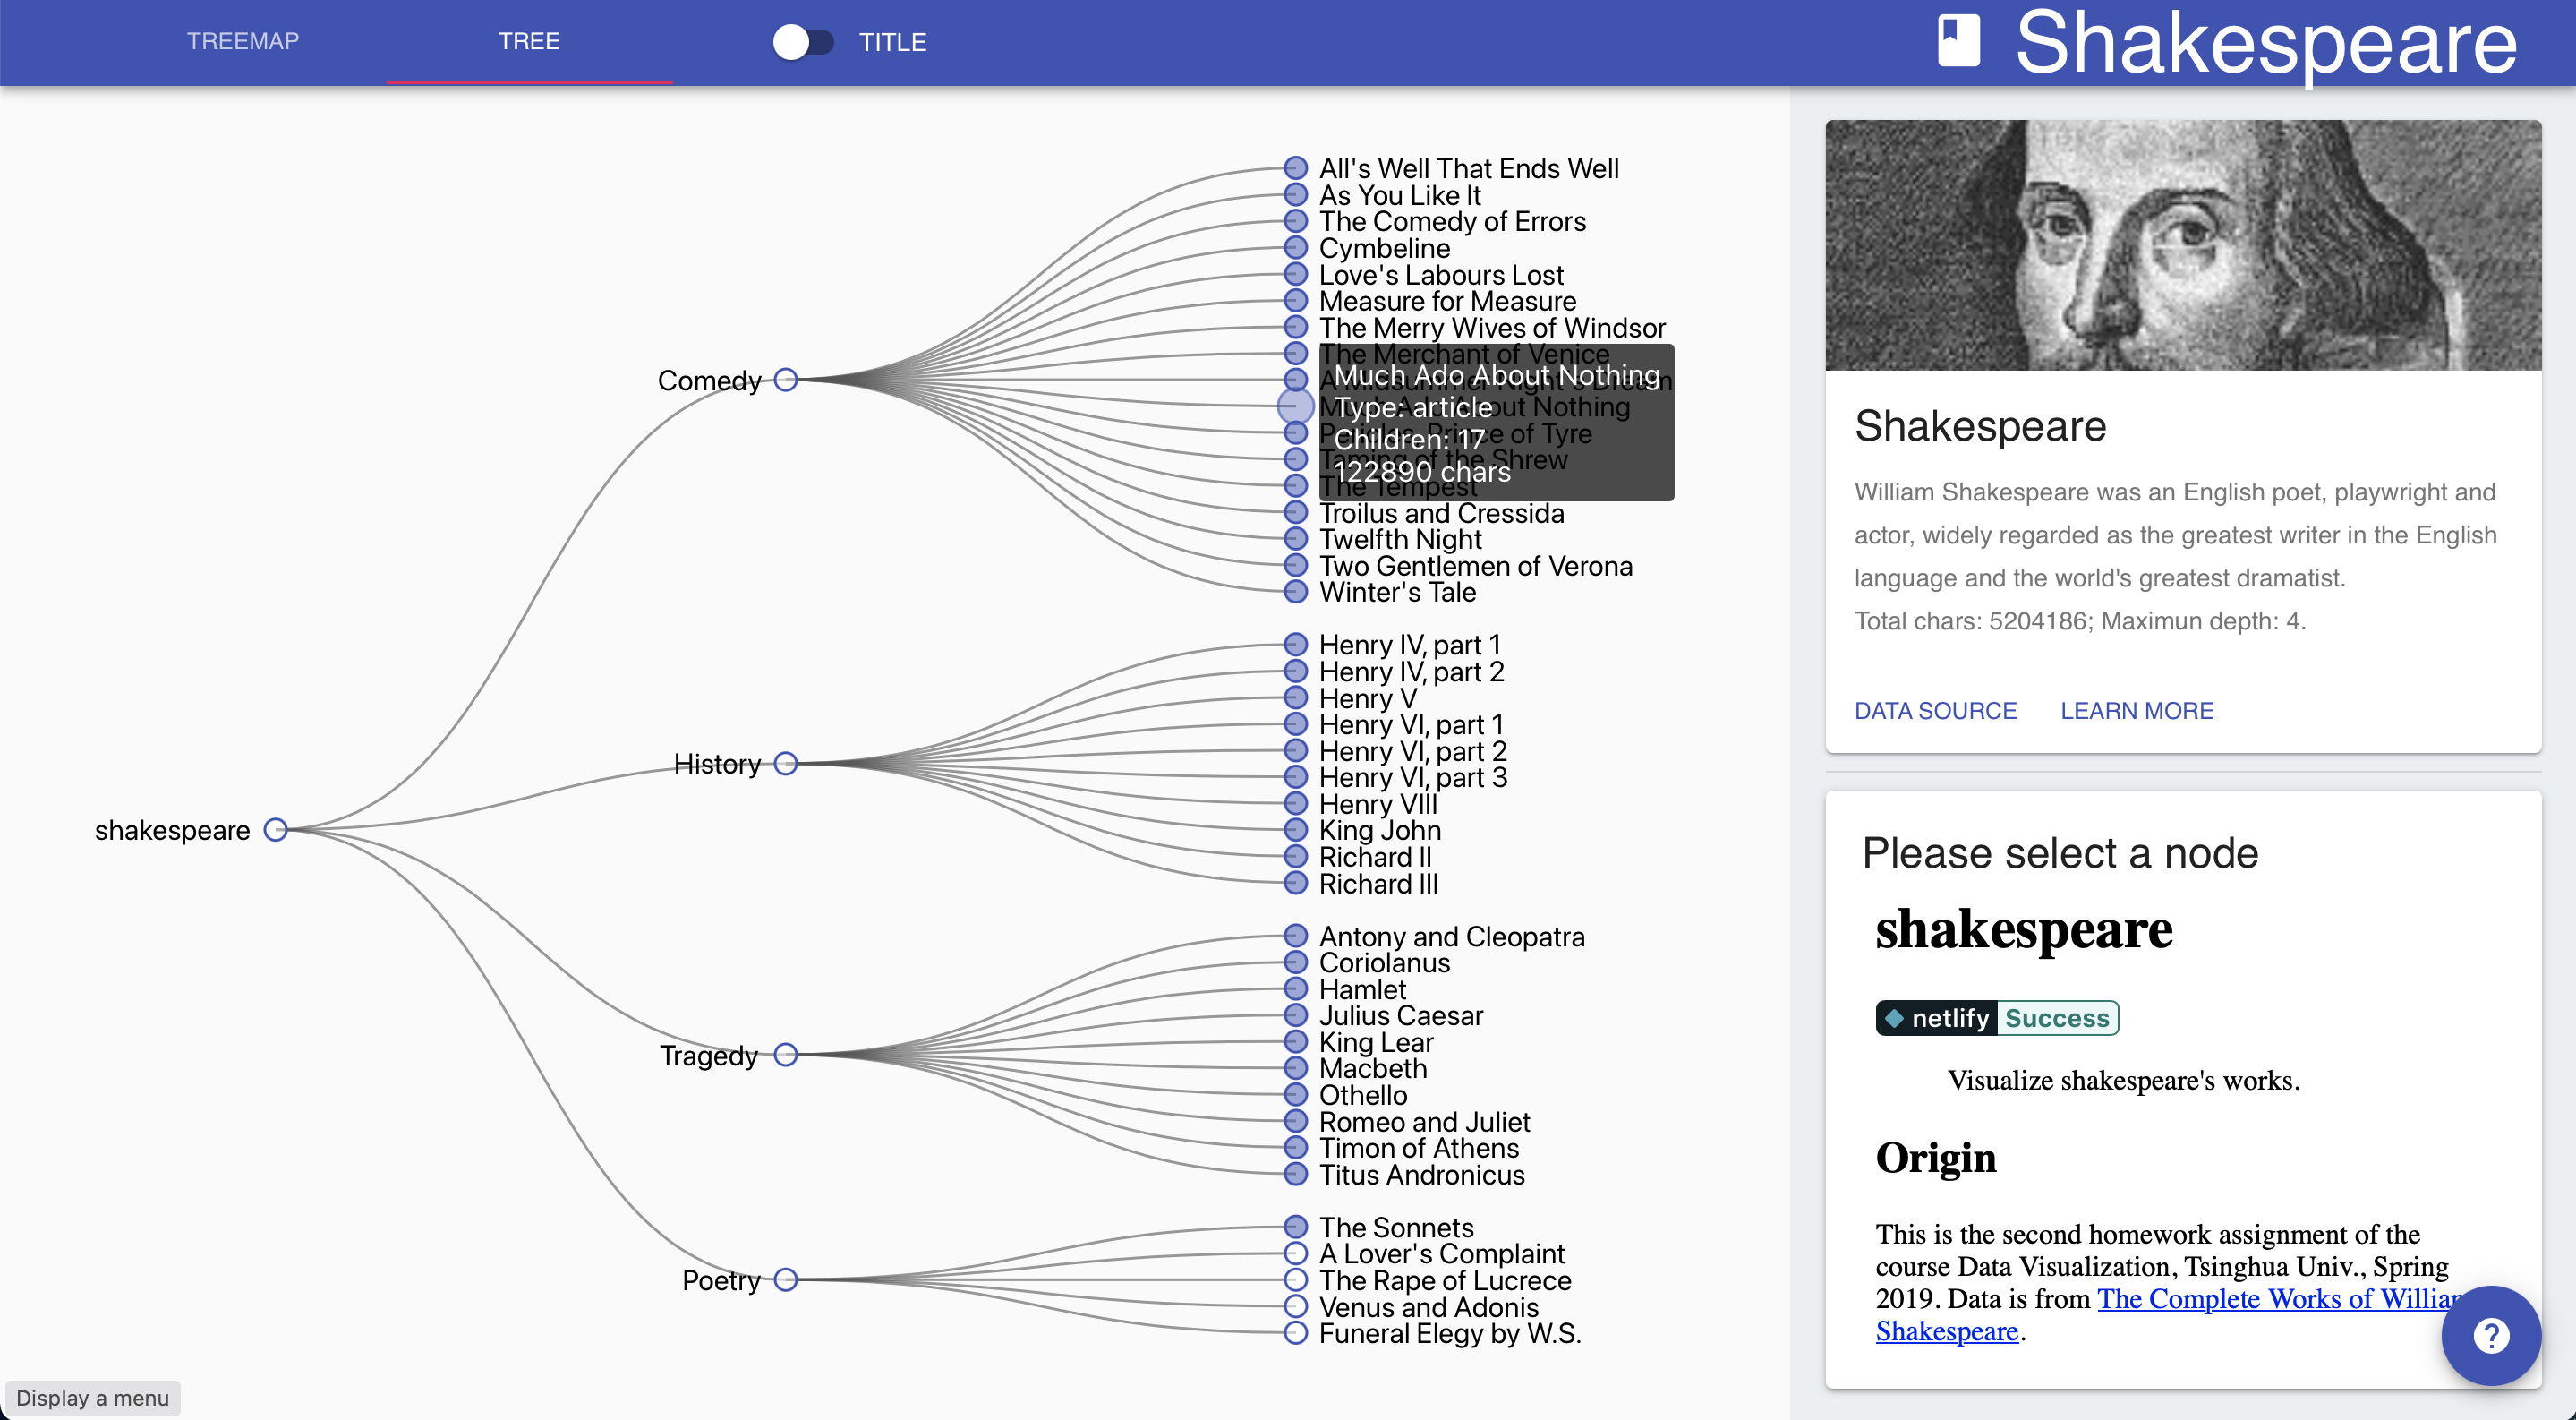 TREEMAP
TREE
TITLE
Shakespeare
All's Well That Ends Well
As You Like It
The Comedy of Errors
Cymbeline
Love's Labours Lost
Measure for Measure
The Merry Wives of Windsor
The Merchant of Venice
A Midsummer Night's Dream
Much Ado About Nothing
Pericles, Prince of Tyre
Taming of the Shrew
The Tempest
Troilus and Cressida
Twelfth Night
Two Gentlemen of Verona
Winter's Tale
Much Ado About Nothing
Type: article
Children: 17
122890 chars
Comedy
Henry IV, part 1
Henry IV, part 2
Henry V
Henry VI, part 1
Henry VI, part 2
Henry VI, part 3
Henry VIII
King John
Richard II
Richard III
History
shakespeare
Antony and Cleopatra
Coriolanus
Hamlet
Julius Caesar
King Lear
Macbeth
Othello
Romeo and Juliet
Timon of Athens
Titus Andronicus
Tragedy
The Sonnets
A Lover's Complaint
The Rape of Lucrece
Venus and Adonis
Funeral Elegy by W.S.
Poetry
Display a menu
Shakespeare
William Shakespeare was an English poet, playwright and
actor, widely regarded as the greatest writer in the English
language and the world's greatest dramatist.
Total chars: 5204186; Maximun depth: 4.
DATA SOURCE
LEARN MORE
Please select a node
shakespeare
netlify Success
Visualize shakespeare's works.
Origin
This is the second homework assignment of the
course Data Visualization, Tsinghua Univ., Spring
2019. Data is from The Complete Works of William
Shakespeare.